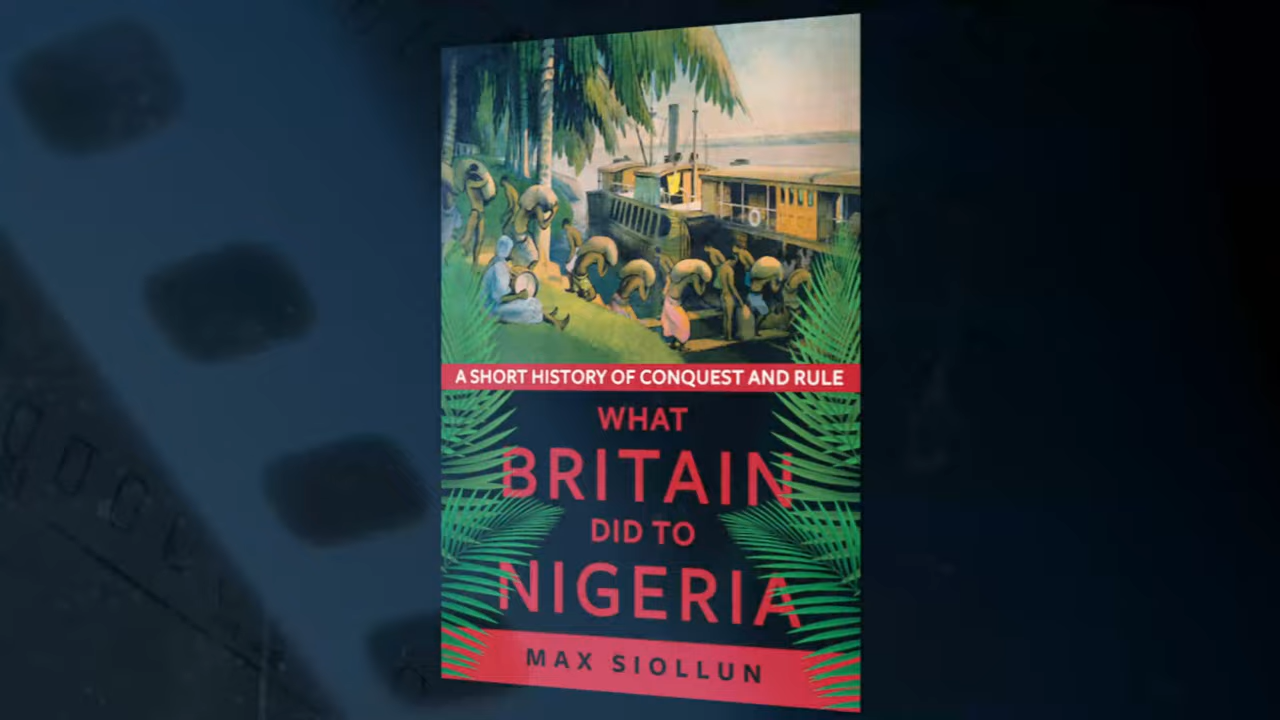 A SHORT HISTORY OF CONQUEST AND RULE
WHAT
BRITAIN
DID TO
NIGERIA
MAX SIOLLUN